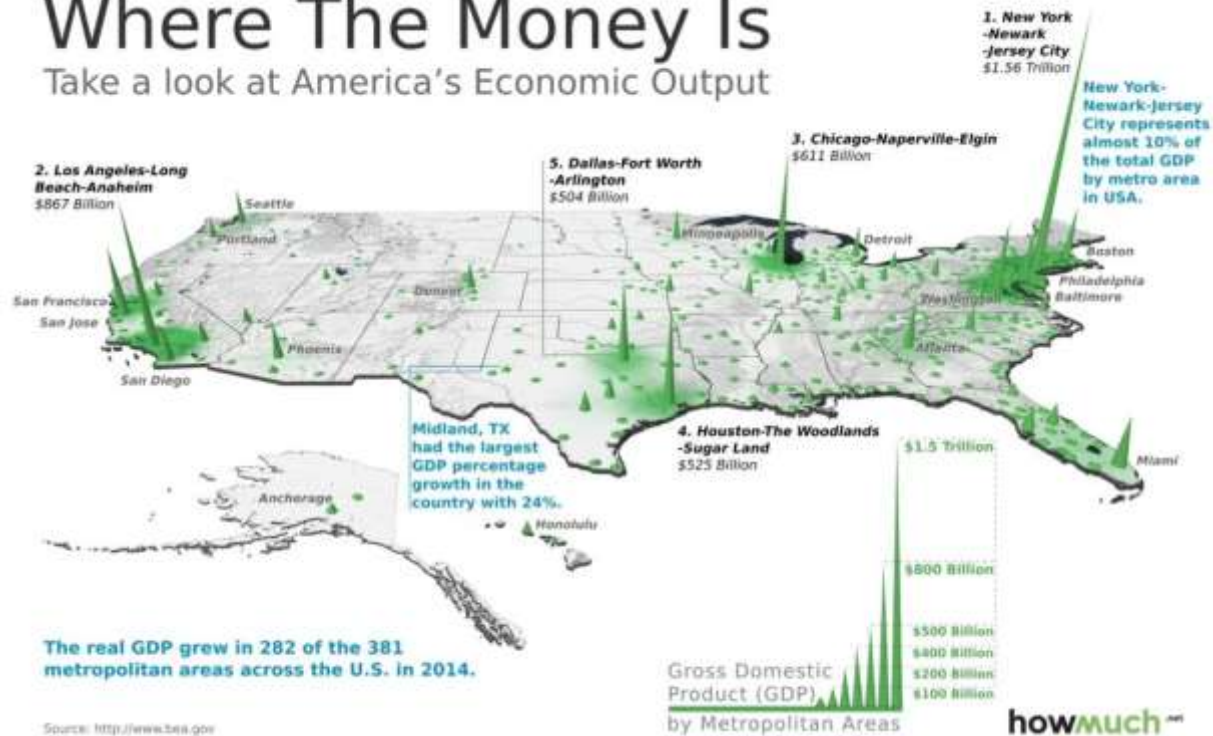 Where The Money Is
Take a look at America's Economic Output
1. New York
-Newark
-Jersey City
$1.56 Trillion
New York-
Newark-Jersey
City represents
almost 10% of
the total GDP
by metro area
in USA.
3. Chicago-Naperville-Elgin
$611 Billion
5. Dallas-Fort Worth
-Arlington
$504 Billion
2. Los Angeles-Long
Beach-Anaheim
$867 Billion
Seattle
Portland
Minneapolis
Detroit
Boston
Philadelphia
Baltimore
Washington
Denver
San Francisco
San Jose
Phoenix
Atlanta
San Diego
Midland, TX
had the largest
GDP percentage
growth in the
country with 24%.
4. Houston-The Woodlands
-Sugar Land
$525 Billion
Miami
Anchorage
Honolulu
$1.5 Trillion
$800 Billion
$500 Billion
$400 Billion
$200 Billion
$100 Billion
The real GDP grew in 282 of the 381
metropolitan areas across the U.S. in 2014.
Gross Domestic
Product (GDP)
by Metropolitan Areas
Source: http://www.bea.gov
howmuch.net